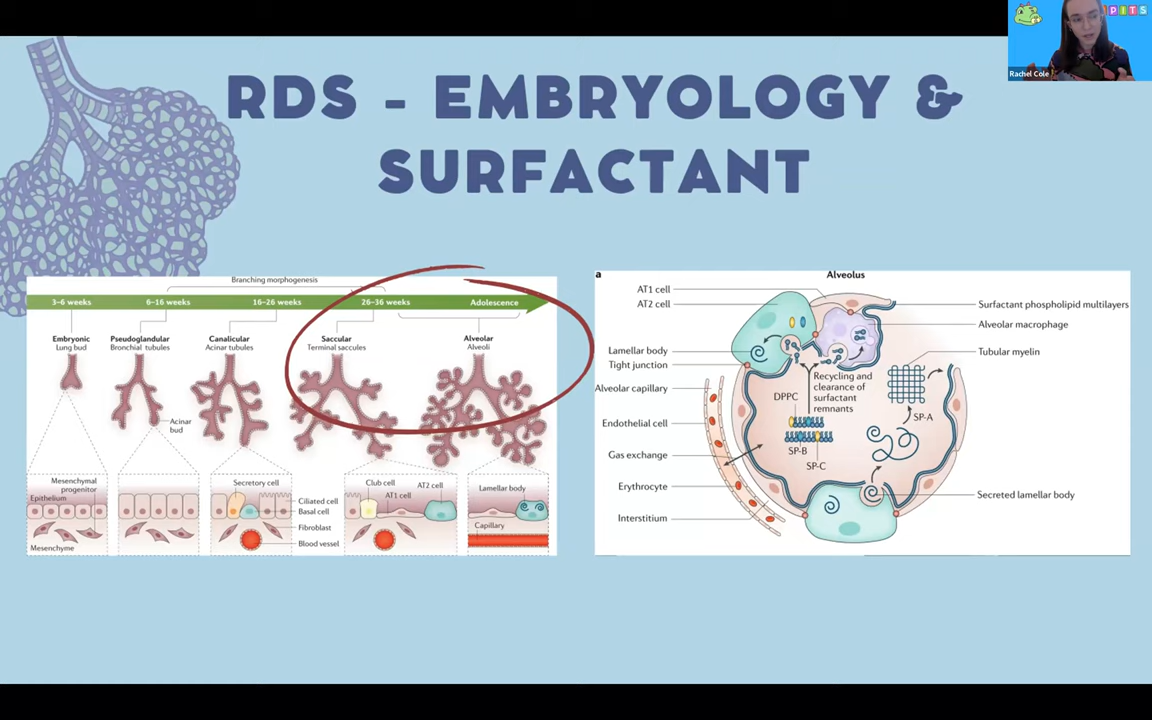 PITS
Rachel Cole
RDS - EMBRYOLOGY &
SURFACTANT
Branching morphogenesis
3–6 weeks
6–16 weeks
16–26 weeks
26–36 weeks
Adolescence
Embryonic
Lung bud
Pseudoglandular
Bronchial tubules
Canalicular
Acinar tubules
Saccular
Terminal saccules
Alveolar
Alveoli
Acinar
bud
Mesenchymal
progenitor
Epithelium
Mesenchyme
Secretory cell
Ciliated cell
Basal cell
Fibroblast
Blood vessel
Club cell
AT1 cell
AT2 cell
Lamellar body
Capillary
a
Alveolus
AT1 cell
AT2 cell
Lamellar body
Tight junction
Alveolar capillary
Endothelial cell
Gas exchange
Erythrocyte
Interstitium
Recycling and
clearance of
surfactant
remnants
DPPC
SP-B
SP-C
SP-A
Surfactant phospholipid multilayers
Alveolar macrophage
Tubular myelin
Secreted lamellar body